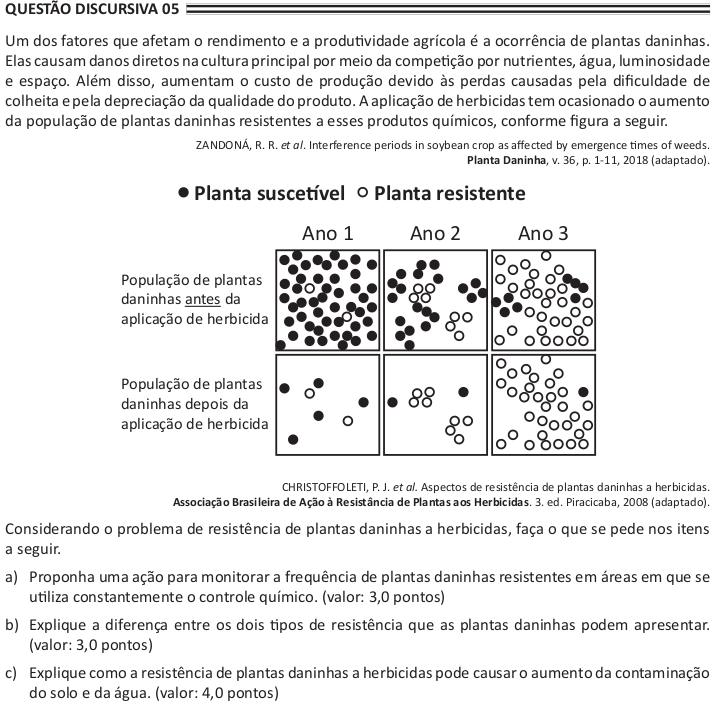 QUESTÃO DISCURSIVA 05
Um dos fatores que afetam o rendimento e a produtividade agrícola é a ocorrência de plantas daninhas.
Elas causam danos diretos na cultura principal por meio da competição por nutrientes, água, luminosidade
e espaço. Além disso, aumentam o custo de produção devido às perdas causadas pela dificuldade de
colheita e pela depreciação da qualidade do produto. A aplicação de herbicidas tem ocasionado o aumento
da população de plantas daninhas resistentes a esses produtos químicos, conforme figura a seguir.
ZANDONÁ, R. R. et al. Interference periods in soybean crop as affected by emergence times of weeds.
Planta Daninha, v. 36, p. 1-11, 2018 (adaptado).
Planta suscetível Planta resistente
Ano 1 Ano 2 Ano 3
População de plantas
daninhas antes da
aplicação de herbicida
População de plantas
daninhas depois da
aplicação de herbicida
CHRISTOFFOLETI, P. J. et al. Aspectos de resistência de plantas daninhas a herbicidas.
Associação Brasileira de Ação à Resistância de Plantas aos Herbicidas. 3. ed. Piracicaba, 2008 (adaptado).
Considerando o problema de resistência de plantas daninhas a herbicidas, faça o que se pede nos itens
a seguir.
a) Proponha uma ação para monitorar a frequência de plantas daninhas resistentes em áreas em que se
utiliza constantemente o controle químico. (valor: 3,0 pontos)
b) Explique a diferença entre os dois tipos de resistência que as plantas daninhas podem apresentar.
(valor: 3,0 pontos)
c) Explique como a resistência de plantas daninhas a herbicidas pode causar o aumento da contaminação
do solo e da água. (valor: 4,0 pontos)